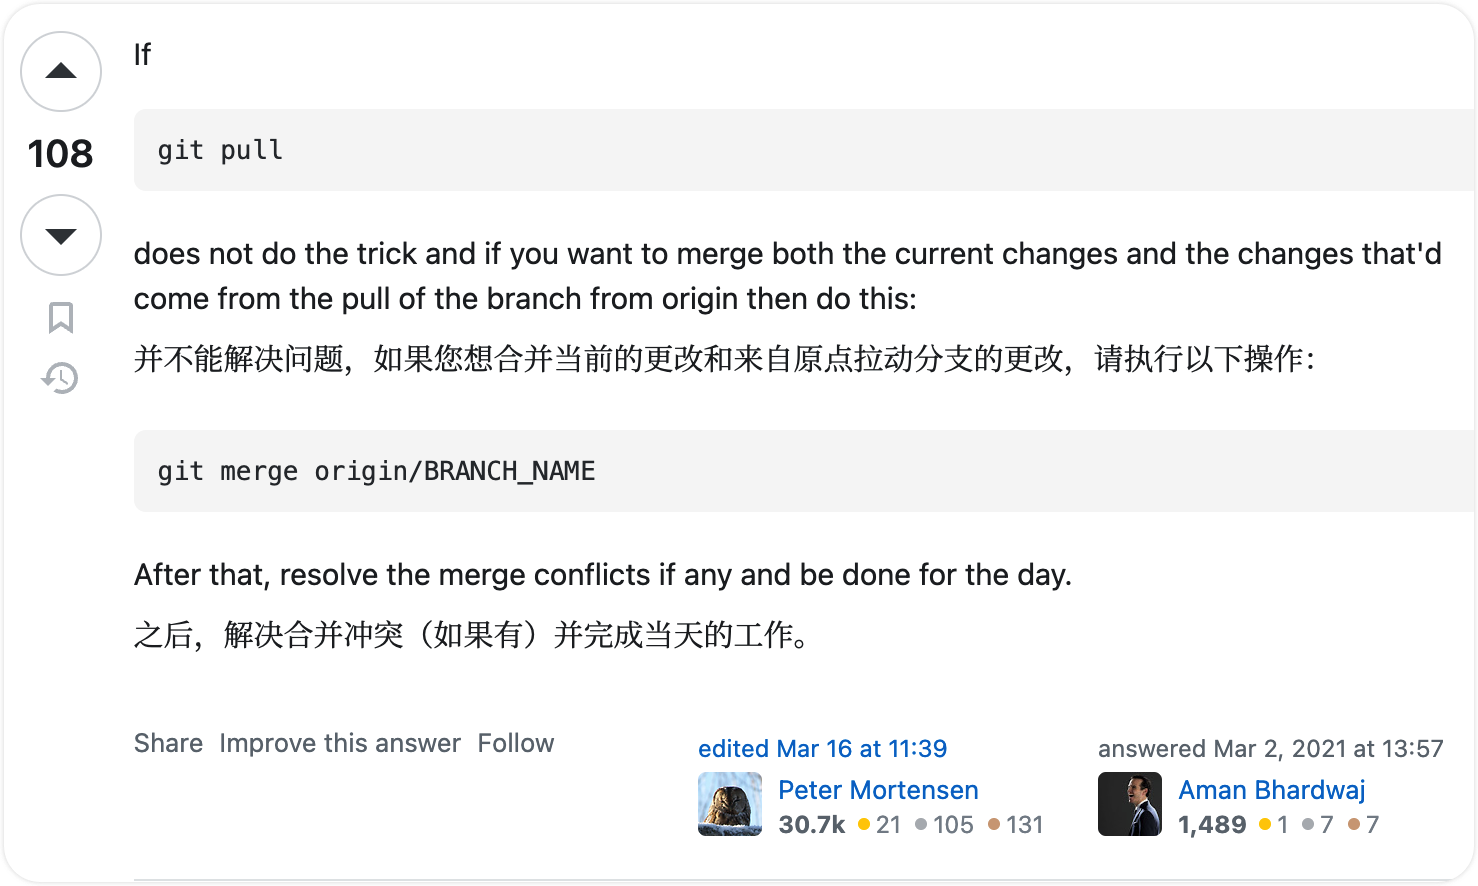 If
108
git pull
does not do the trick and if you want to merge both the current changes and the changes that'd
come from the pull of the branch from origin then do this:
并不能解决问题，如果您想合并当前的更改和来自原点拉动分支的更改，请执行以下操作：
git merge origin/BRANCH_NAME
After that, resolve the merge conflicts if any and be done for the day.
之后，解决合并冲突（如果有）并完成当天的工作。
Share Improve this answer Follow
edited Mar 16 at 11:39
Peter Mortensen
30.7k 21 105 131
answered Mar 2, 2021 at 13:57
Aman Bhardwaj
1,489 1 7 7